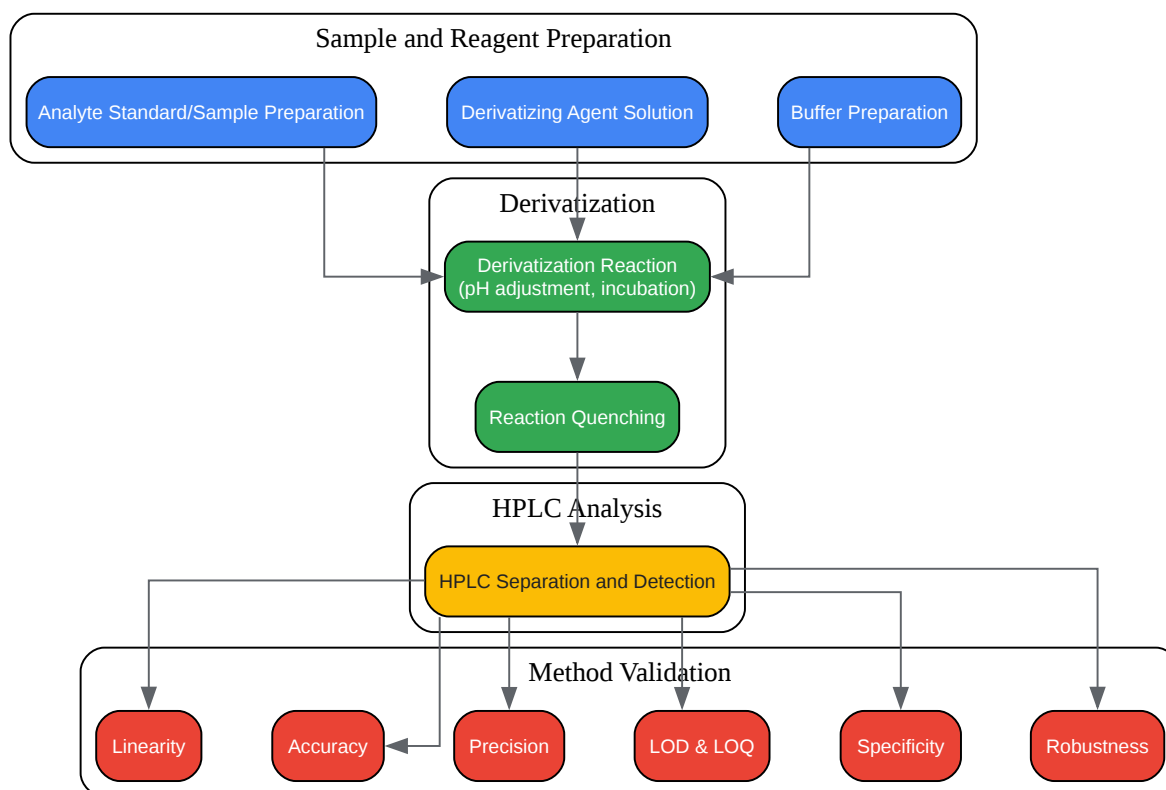 Sample and Reagent Preparation
Analyte Standard/Sample Preparation
Derivatizing Agent Solution
Buffer Preparation
Derivatization
Derivatization Reaction
(pH adjustment, incubation)
Reaction Quenching
HPLC Analysis
HPLC Separation and Detection
Method Validation
Linearity
Accuracy
Precision
LOD & LOQ
Specificity
Robustness